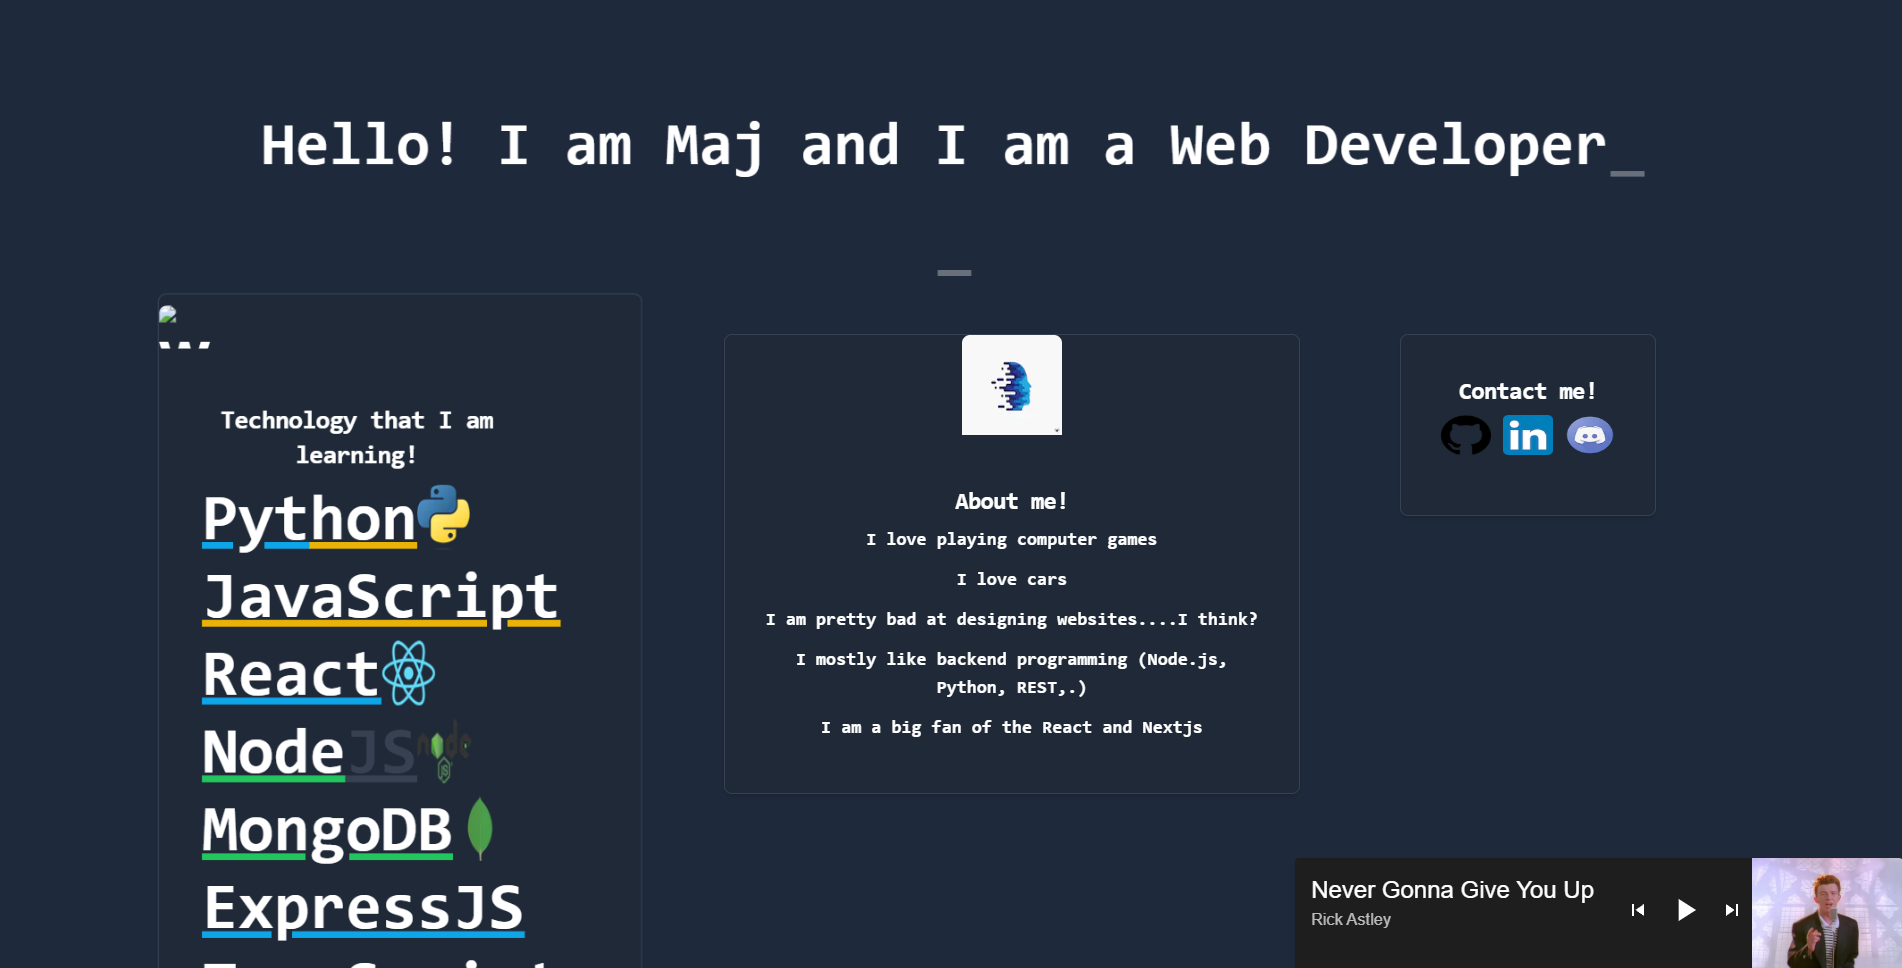 Hello! I am Maj and I am a Web Developer_
_
Technology that I am
learning!
Python
JavaScript
React
NodeJS
MongoDB
ExpressJS
About me!
I love playing computer games
I love cars
I am pretty bad at designing websites....I think?
I mostly like backend programming (Node.js,
Python, REST,.)
I am a big fan of the React and Nextjs
Contact me!
in
Never Gonna Give You Up
Rick Astley